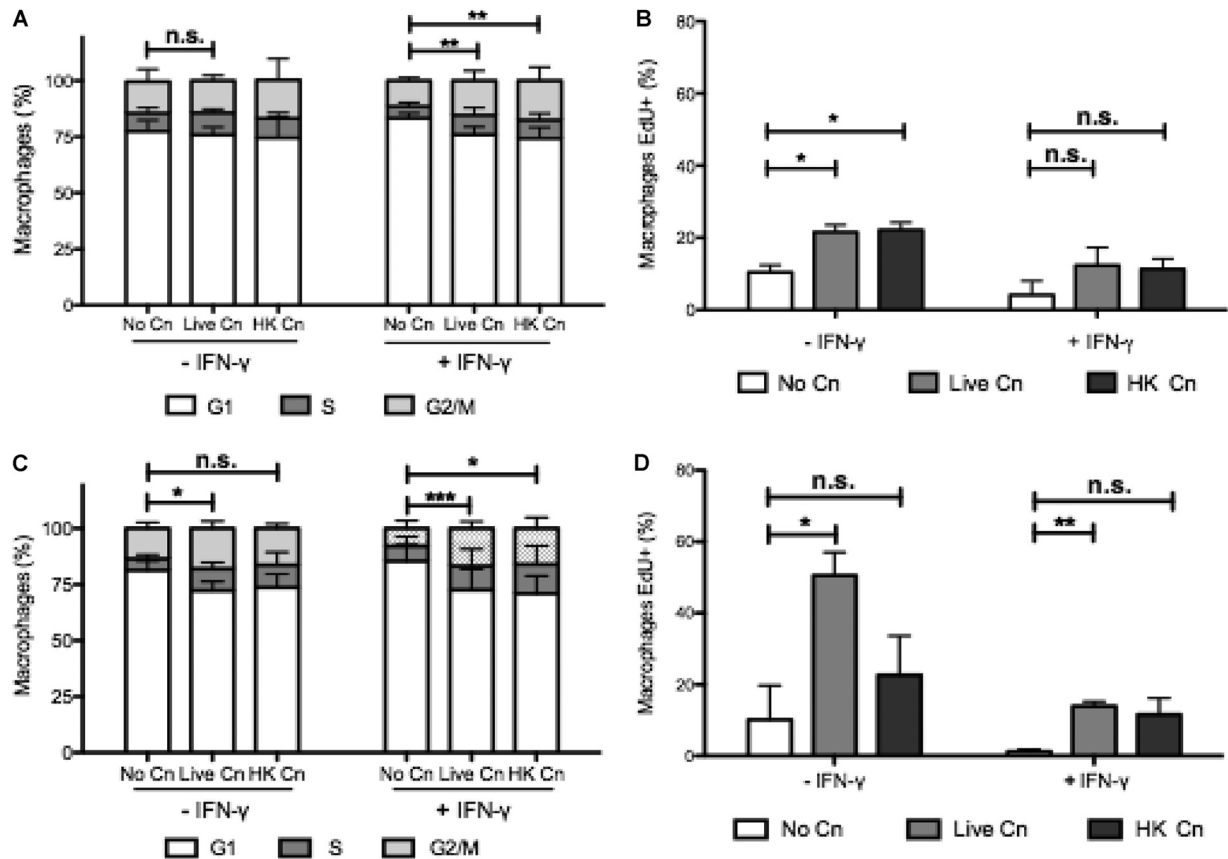 A
Macrophages (%)
100
75
50
25
0
n.s.
**
**
No Cn Live Cn HK Cn No Cn Live Cn HK Cn
- IFN-γ + IFN-γ
G1 S G2/M
B
Macrophages EdU+ (%)
80
60
40
20
0
*
*
n.s.
n.s.
- IFN-γ + IFN-γ
No Cn Live Cn HK Cn
C
Macrophages (%)
100
75
50
25
0
n.s.
*
*
***
No Cn Live Cn HK Cn No Cn Live Cn HK Cn
- IFN-γ + IFN-γ
G1 S G2/M
D
Macrophages EdU+ (%)
80
60
40
20
0
n.s.
*
n.s.
**
- IFN-γ + IFN-γ
No Cn Live Cn HK Cn